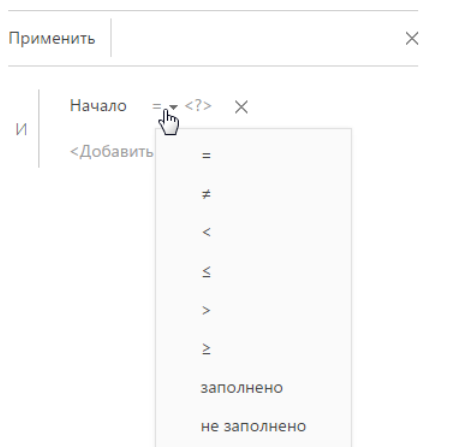 Применить
Начало = <?>
И
<Добавить
=
≠
<
≤
>
≥
заполнено
не заполнено